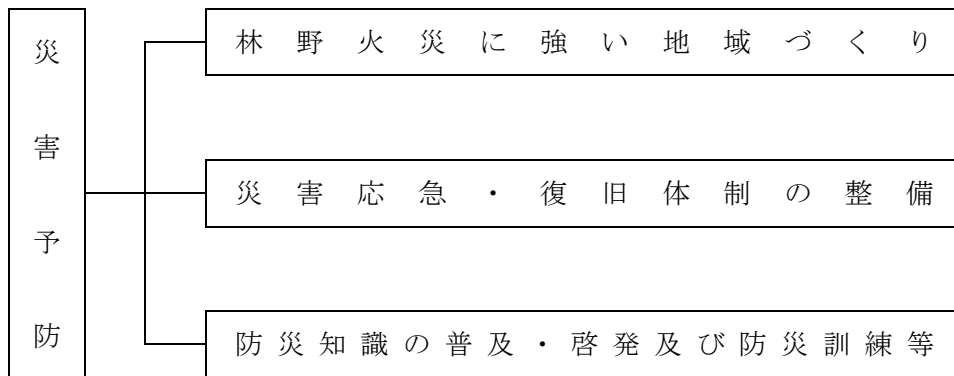 災害予防
林野火災に強い地域づくり
災害応急・復旧体制の整備
防災知識の普及・啓発及び防災訓練等